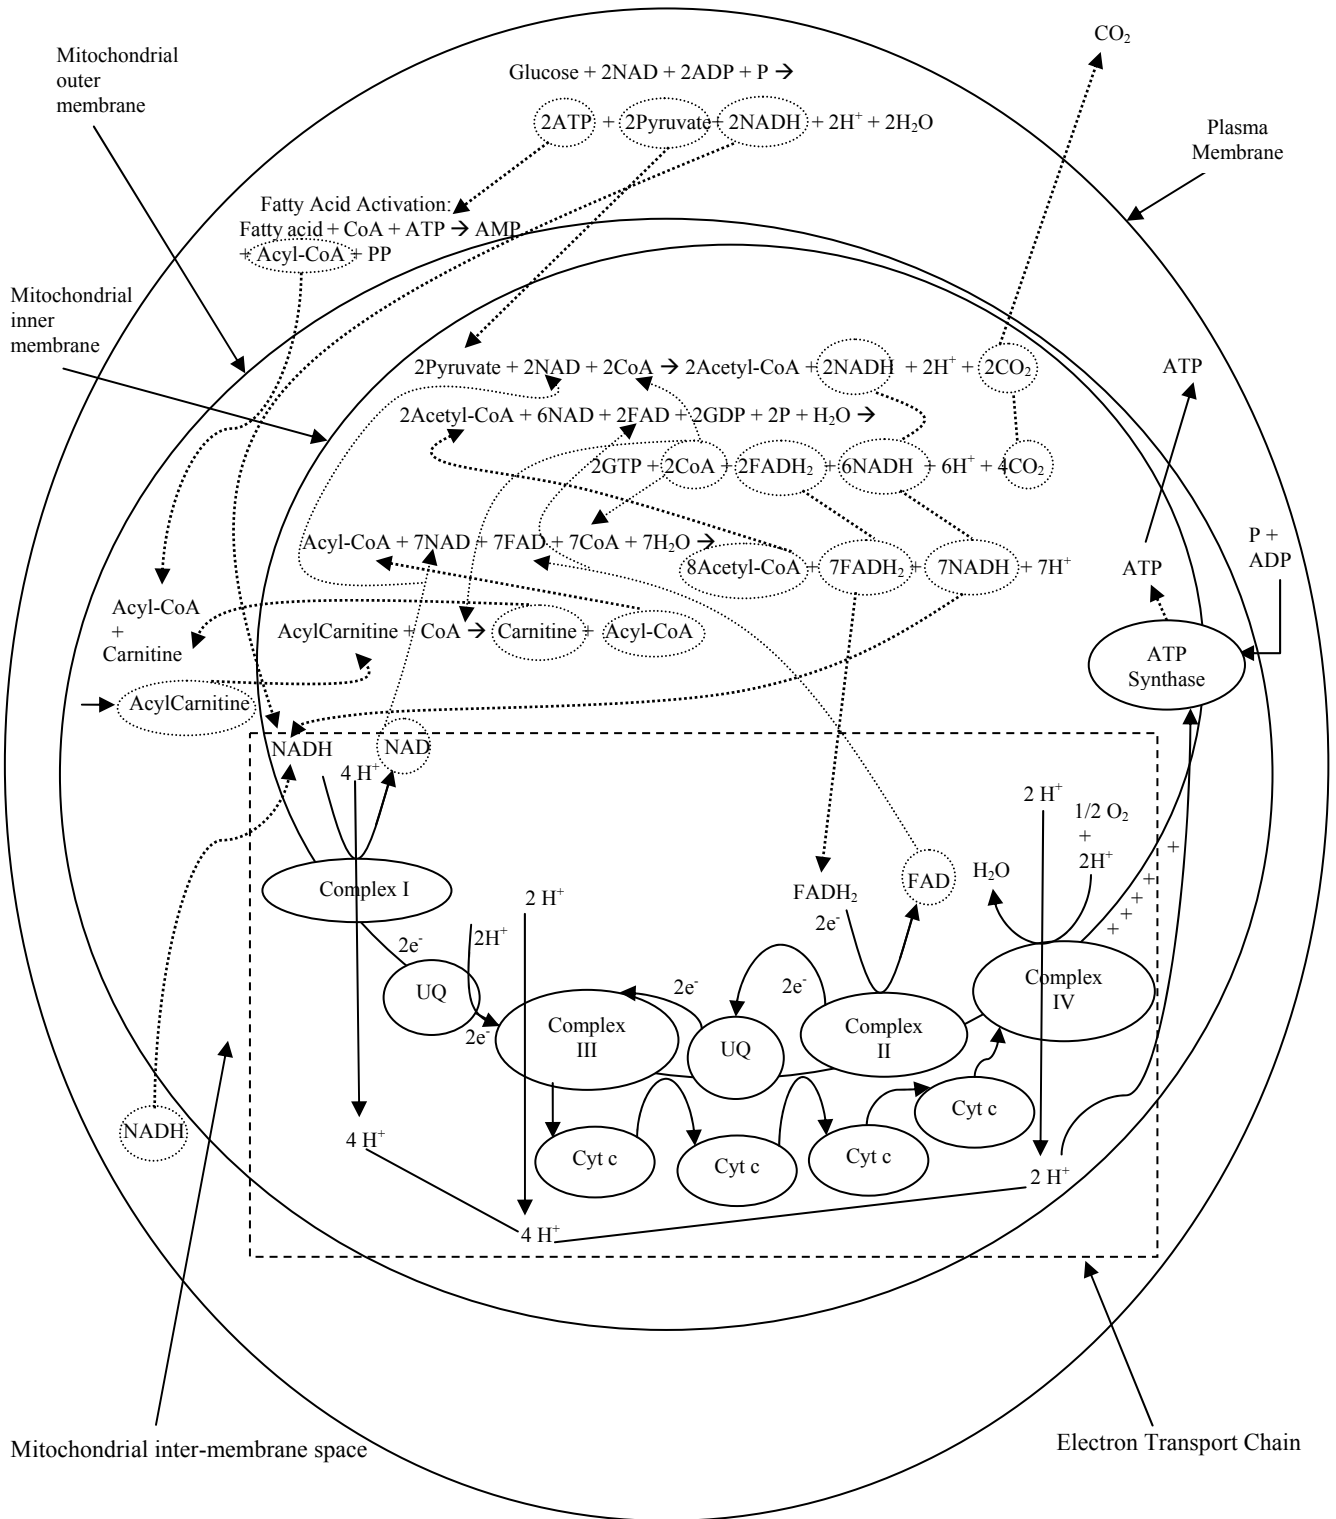 CO₂
Mitochondrial
outer
membrane
Glucose + 2NAD + 2ADP + P →
2ATP + 2Pyruvate + 2NADH + 2H⁺ + 2H₂O
Plasma
Membrane
Fatty Acid Activation:
Fatty acid + CoA + ATP → AMP
+ Acyl-CoA + PP
Mitochondrial
inner
membrane
2Pyruvate + 2NAD + 2CoA → 2Acetyl-CoA + 2NADH + 2H⁺ + 2CO₂
ATP
2Acetyl-CoA + 6NAD + 2FAD + 2GDP + 2P + H₂O →
2GTP + 2CoA + 2FADH₂ + 6NADH + 6H⁺ + 4CO₂
Acyl-CoA + 7NAD + 7FAD + 7CoA + 7H₂O →
8Acetyl-CoA + 7FADH₂ + 7NADH + 7H⁺
P +
ADP
ATP
Acyl-CoA
+
Carnitine
AcylCarnitine + CoA → Carnitine + Acyl-CoA
ATP
Synthase
AcylCarnitine
NADH
NAD
4 H⁺
2 H⁺
1/2 O₂
+
2H⁺
H₂O
FAD
FADH₂
2e⁻
Complex I
2 H⁺
2e⁻
2H⁺
+
+
+
+
+
UQ
2e⁻
Complex
III
2e⁻
UQ
2e⁻
Complex
II
Complex
IV
NADH
4 H⁺
Cyt c
Cyt c
Cyt c
Cyt c
2 H⁺
4 H⁺
Mitochondrial inter-membrane space
Electron Transport Chain